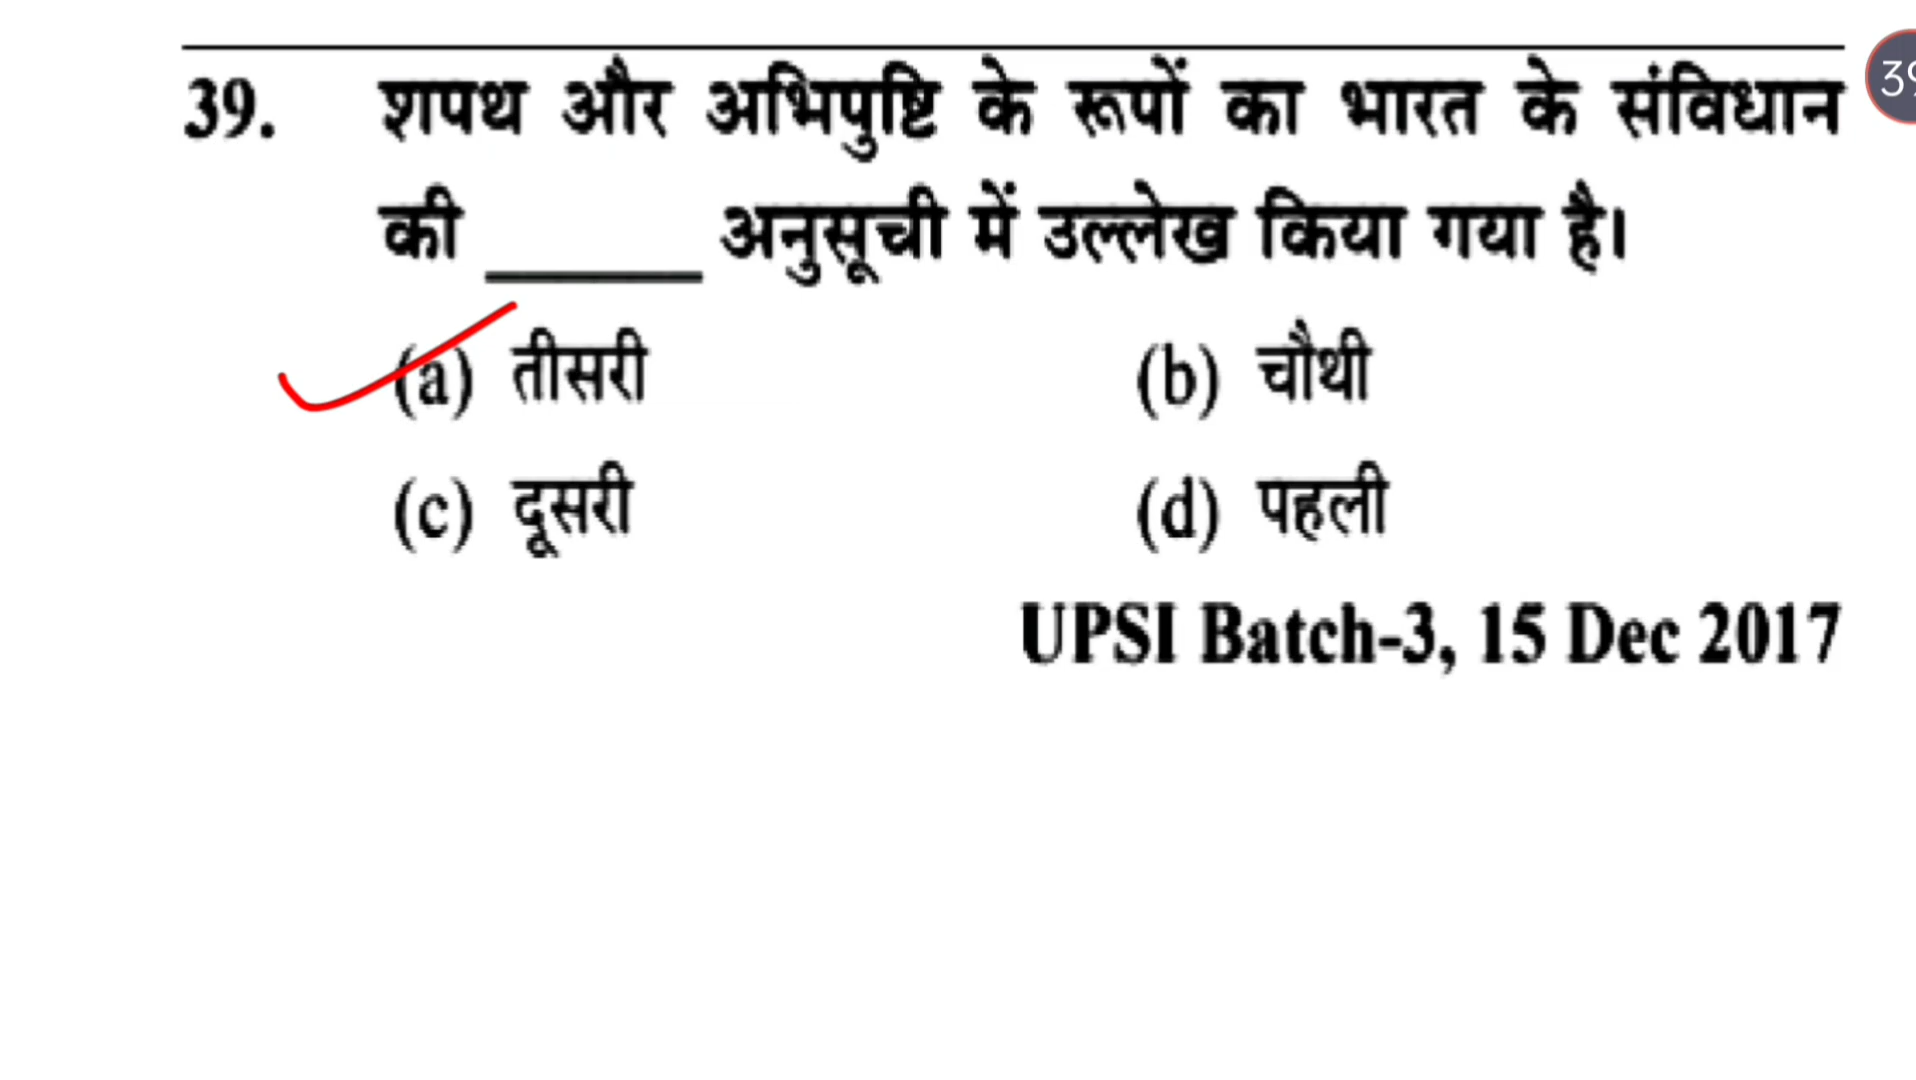 39. शपथ और अभिपुष्टि के रूपों का भारत के संविधान
की ______ अनुसूची में उल्लेख किया गया है।
(a) तीसरी (b) चौथी
(c) दूसरी (d) पहली
UPSI Batch-3, 15 Dec 2017